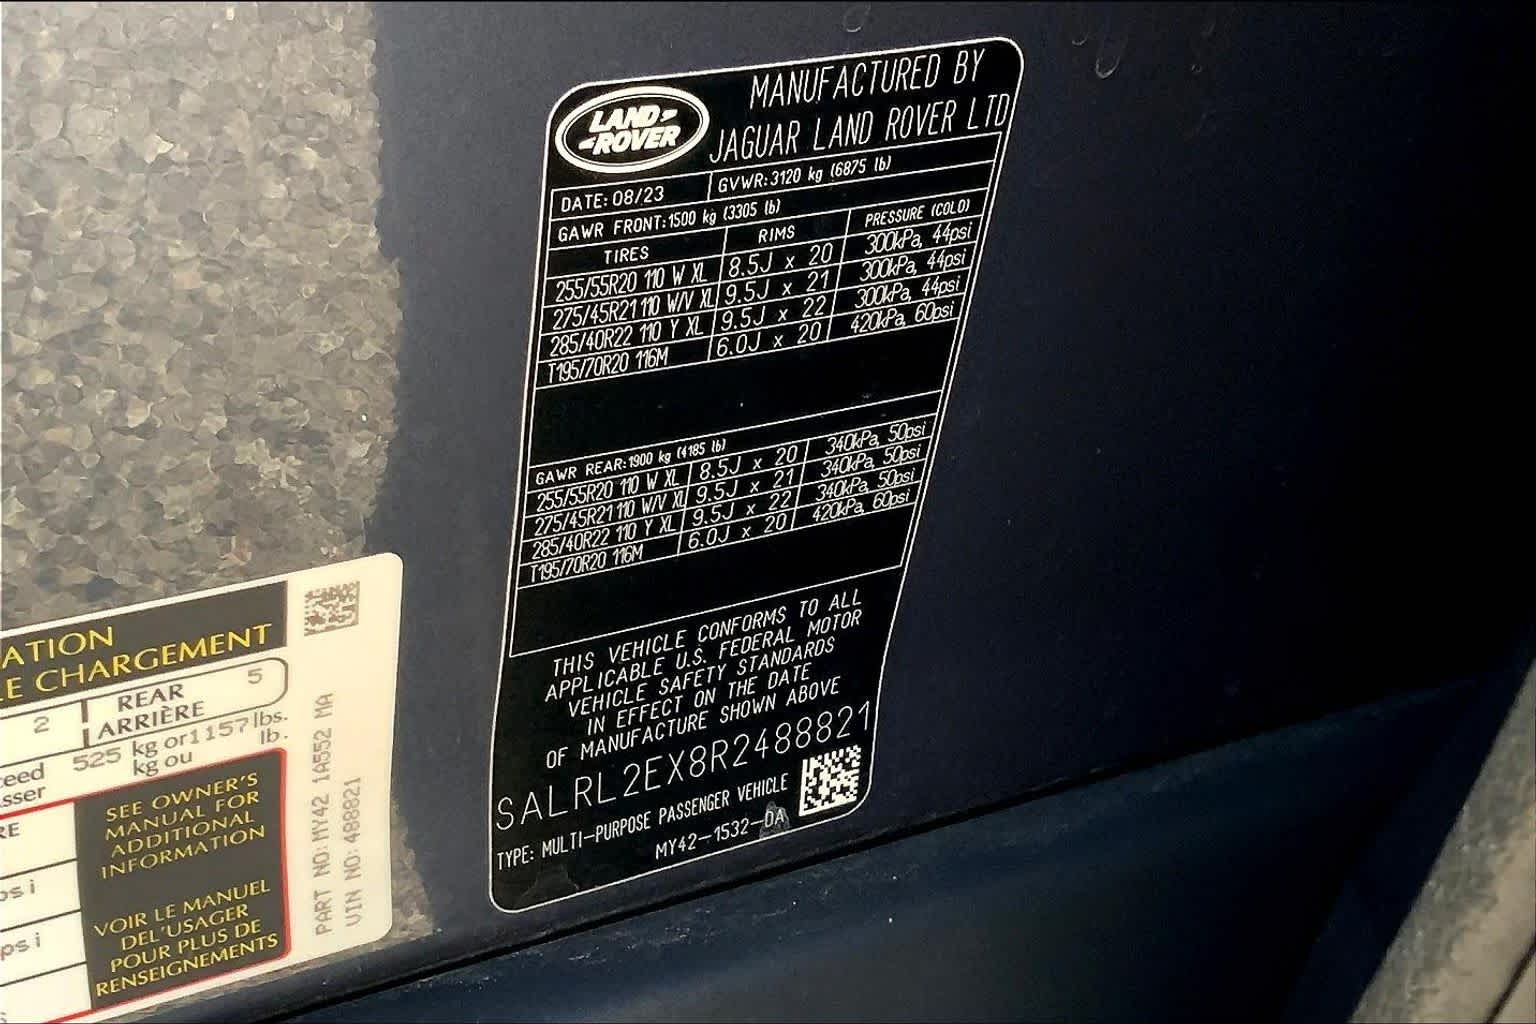 LAND
ROVER
MANUFACTURED BY
JAGUAR LAND ROVER LTD
DATE: 08/23 GVWR: 3120 kg (6875 lb)
GAWR FRONT: 1500 kg (3305 lb)
TIRES RIMS PRESSURE (COLD)
255/55R20 110 W XL 8.5J x 20 300kPa, 44psi
275/45R21 110 W/V XL 9.5J x 21 300kPa, 44psi
285/40R22 110 Y XL 9.5J x 22 300kPa, 44psi
T195/70R20 116M 6.0J x 20 420kPa, 60psi
GAWR REAR: 1900 kg (4185 lb)
255/55R20 110 W XL 8.5J x 20 340kPa, 50psi
275/45R21 110 W/V XL 9.5J x 21 340kPa, 50psi
285/40R22 110 Y XL 9.5J x 22 340kPa, 50psi
T195/70R20 116M 6.0J x 20 420kPa, 60psi
THIS VEHICLE CONFORMS TO ALL
APPLICABLE U.S. FEDERAL MOTOR
VEHICLE SAFETY STANDARDS
IN EFFECT ON THE DATE
OF MANUFACTURE SHOWN ABOVE
SALRL2EX8R2488821
TYPE: MULTI-PURPOSE PASSENGER VEHICLE
MY42-1532-DA
ATION
E CHARGEMENT
2 REAR 5
ARRIÈRE
ceed 525 kg or 1157 lbs.
sser kg ou lb.
RE
psi
psi
SEE OWNER'S
MANUAL FOR
ADDITIONAL
INFORMATION
VOIR LE MANUEL
DEL'USAGER
POUR PLUS DE
RENSEIGNEMENTS
PART NO: MY42 1A552 MA
VIN NO: 488821